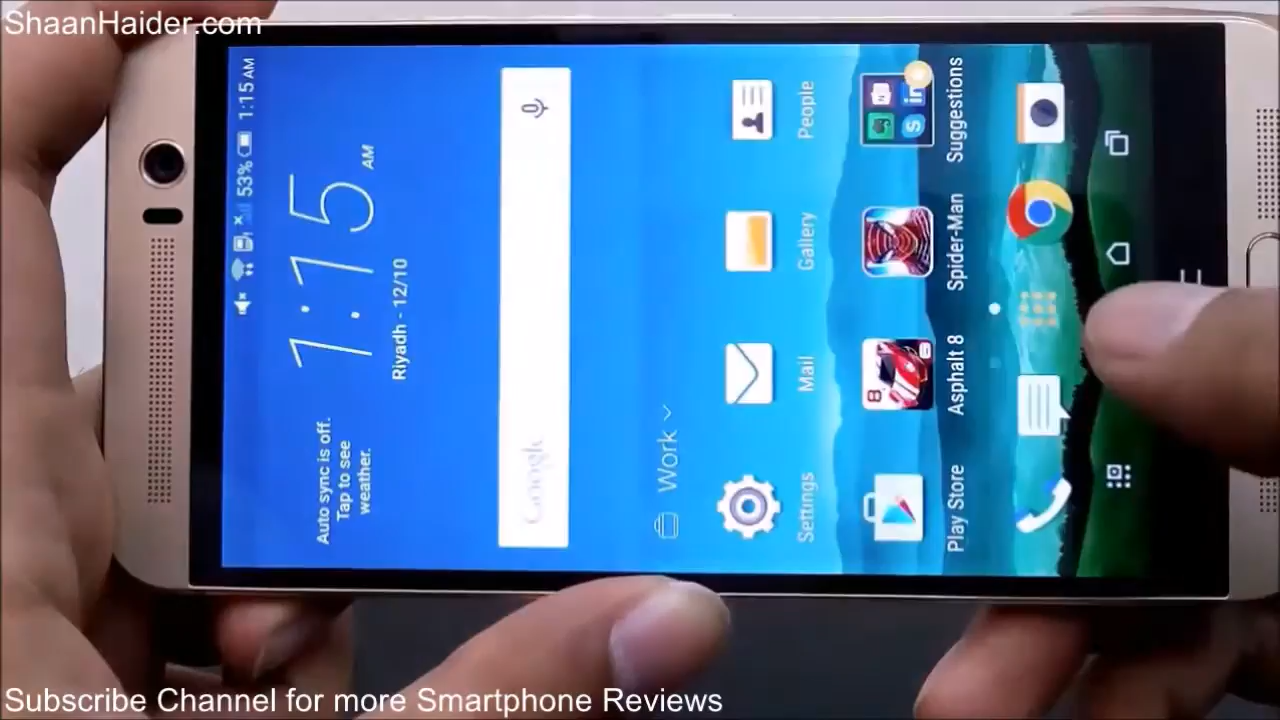 ShaanHaider.com
53% 1:15 AM
1:15 AM
Riyadh - 12/10
Auto sync is off.
Tap to see
weather.
Google
Work
Settings
Mail
Gallery
People
Play Store
Asphalt 8
Spider-Man
Suggestions
Subscribe Channel for more Smartphone Reviews